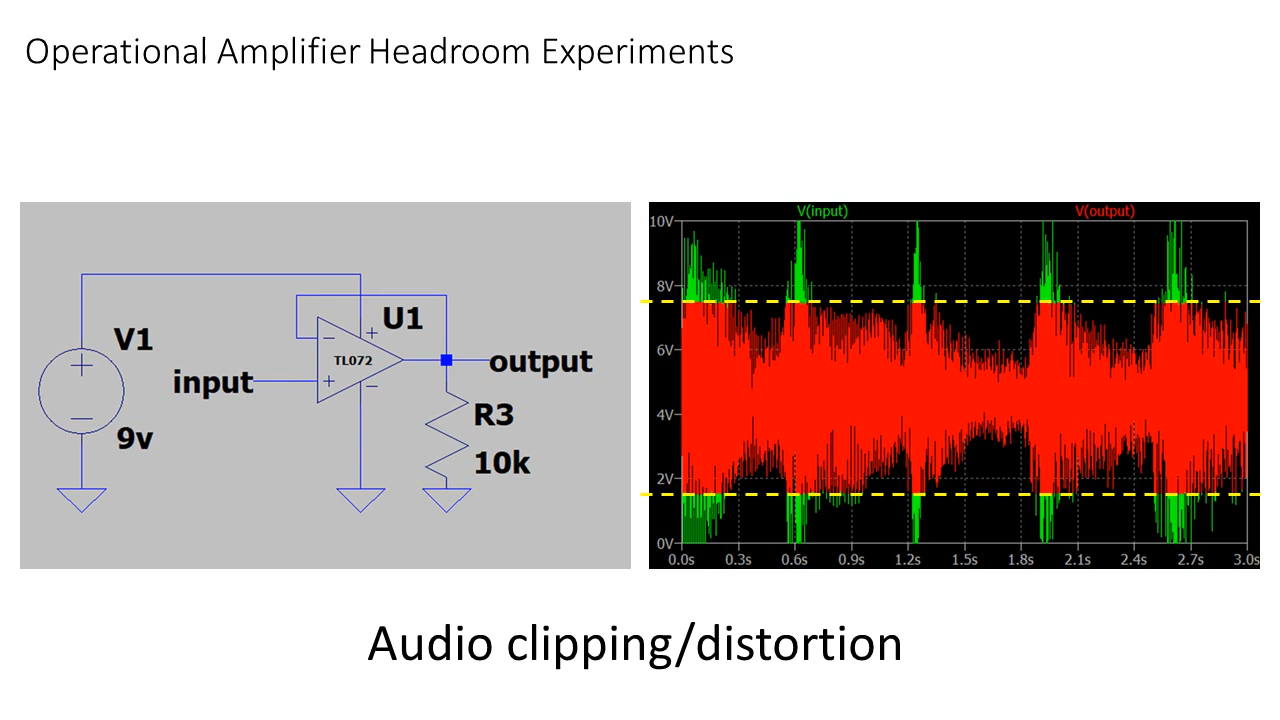 Operational Amplifier Headroom Experiments
V1
+
−
9v
input
−
+
TL072
+
−
U1
output
R3
10k
V(input) V(output)
10V
8V
6V
4V
2V
0V
0.0s 0.3s 0.6s 0.9s 1.2s 1.5s 1.8s 2.1s 2.4s 2.7s 3.0s
Audio clipping/distortion